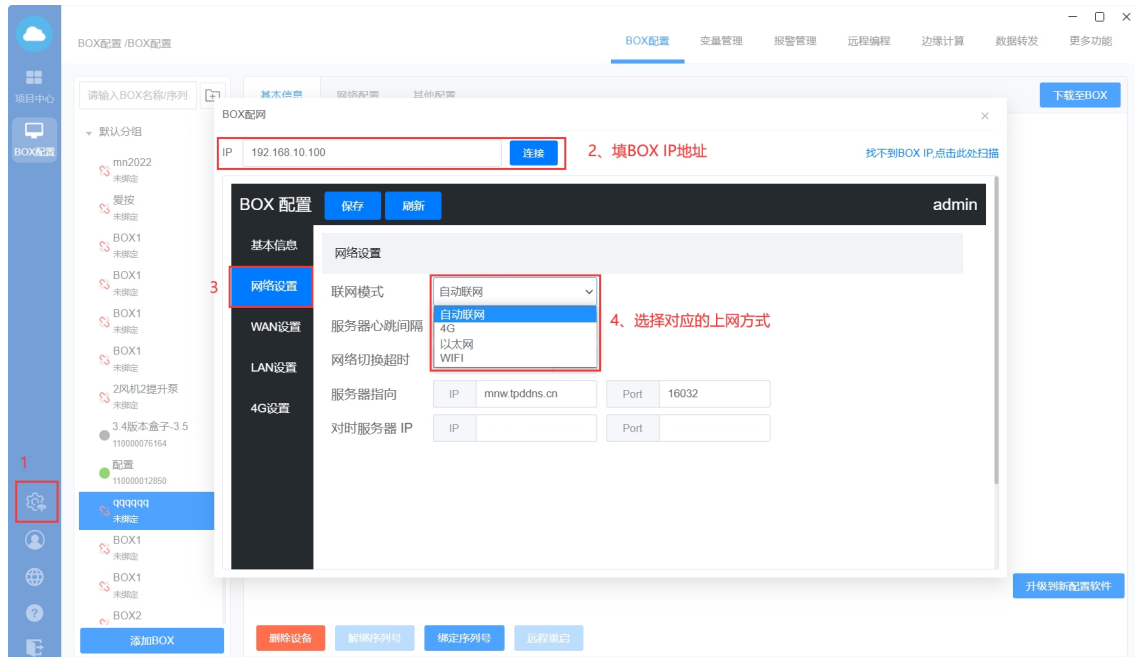 BOX配置 /BOX配置
BOX配置 变量管理 报警管理 远程编程 边缘计算 数据转发 更多功能
项目中心
BOX配置
请输入BOX名称/序列
基本信息 网络配置 其他配置
下载至BOX
默认分组
mn2022
未绑定
爱按
未绑定
BOX1
未绑定
BOX1
未绑定
BOX1
未绑定
BOX1
未绑定
2风机2提升泵
未绑定
3.4版本盒子-3.5
110000076164
配置
110000012850
qqqqqq
未绑定
BOX1
未绑定
BOX1
未绑定
BOX2
添加BOX
1
BOX配网
IP 192.168.10.100 连接
2、填BOX IP地址
找不到BOX IP,点击此处扫描
BOX 配置 保存 刷新 admin
基本信息
3 网络设置
WAN设置
LAN设置
4G设置
网络设置
联网模式 自动联网
自动联网
4G
以太网
WIFI
4、选择对应的上网方式
服务器心跳间隔
网络切换超时
服务器指向 IP mnw.tpddns.cn Port 16032
对时服务器 IP IP Port
升级到新配置软件
删除设备 解绑序列号 绑定序列号 远程重启